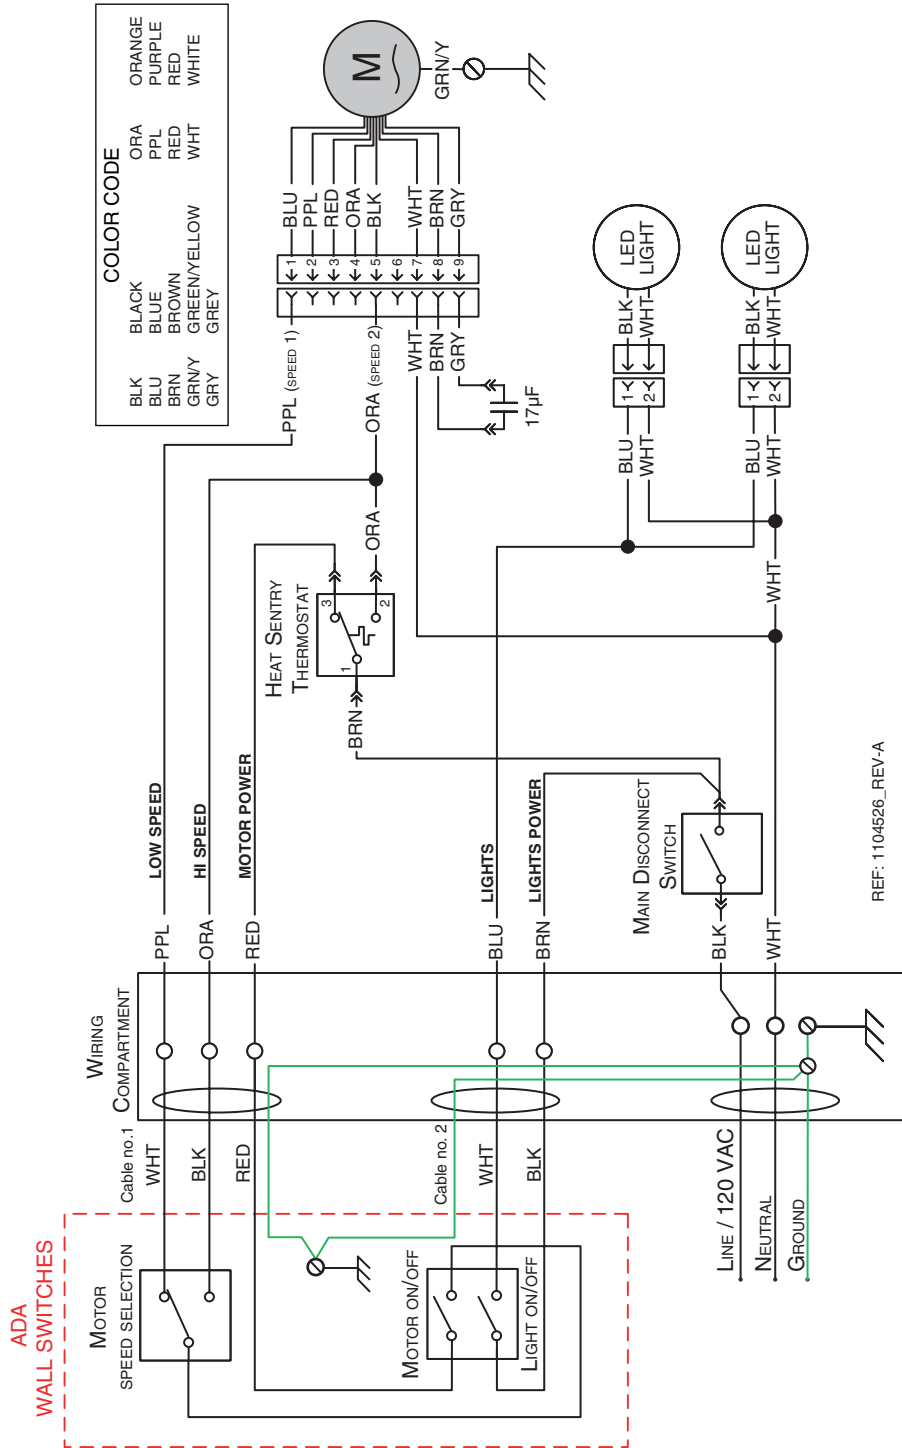 COLOR CODE
BLK BLACK ORA ORANGE
BLU BLUE PPL PURPLE
BRN BROWN RED RED
GRN/Y GREEN/YELLOW WHT WHITE
GRY GREY
ADA
WALL SWITCHES
MOTOR
SPEED SELECTION
MOTOR ON/OFF
LIGHT ON/OFF
Cable no.1
WHT
BLK
RED
Cable no. 2
WHT
BLK
LINE / 120 VAC
NEUTRAL
GROUND
WIRING
COMPARTMENT
PPL
LOW SPEED
ORA
HI SPEED
RED
MOTOR POWER
BLU
LIGHTS
BRN
LIGHTS POWER
BLK
WHT
MAIN DISCONNECT
SWITCH
BRN
HEAT SENTRY
THERMOSTAT
1
3
2
ORA
PPL (SPEED 1)
ORA (SPEED 2)
WHT
BRN
GRY
17µF
1
2
3
4
5
6
7
8
9
BLU
PPL
RED
ORA
BLK
WHT
BRN
GRY
M
GRN/Y
WHT
BLU
WHT
1
2
BLK
WHT
LED
LIGHT
BLU
WHT
1
2
BLK
WHT
LED
LIGHT
REF: 1104526_REV-A